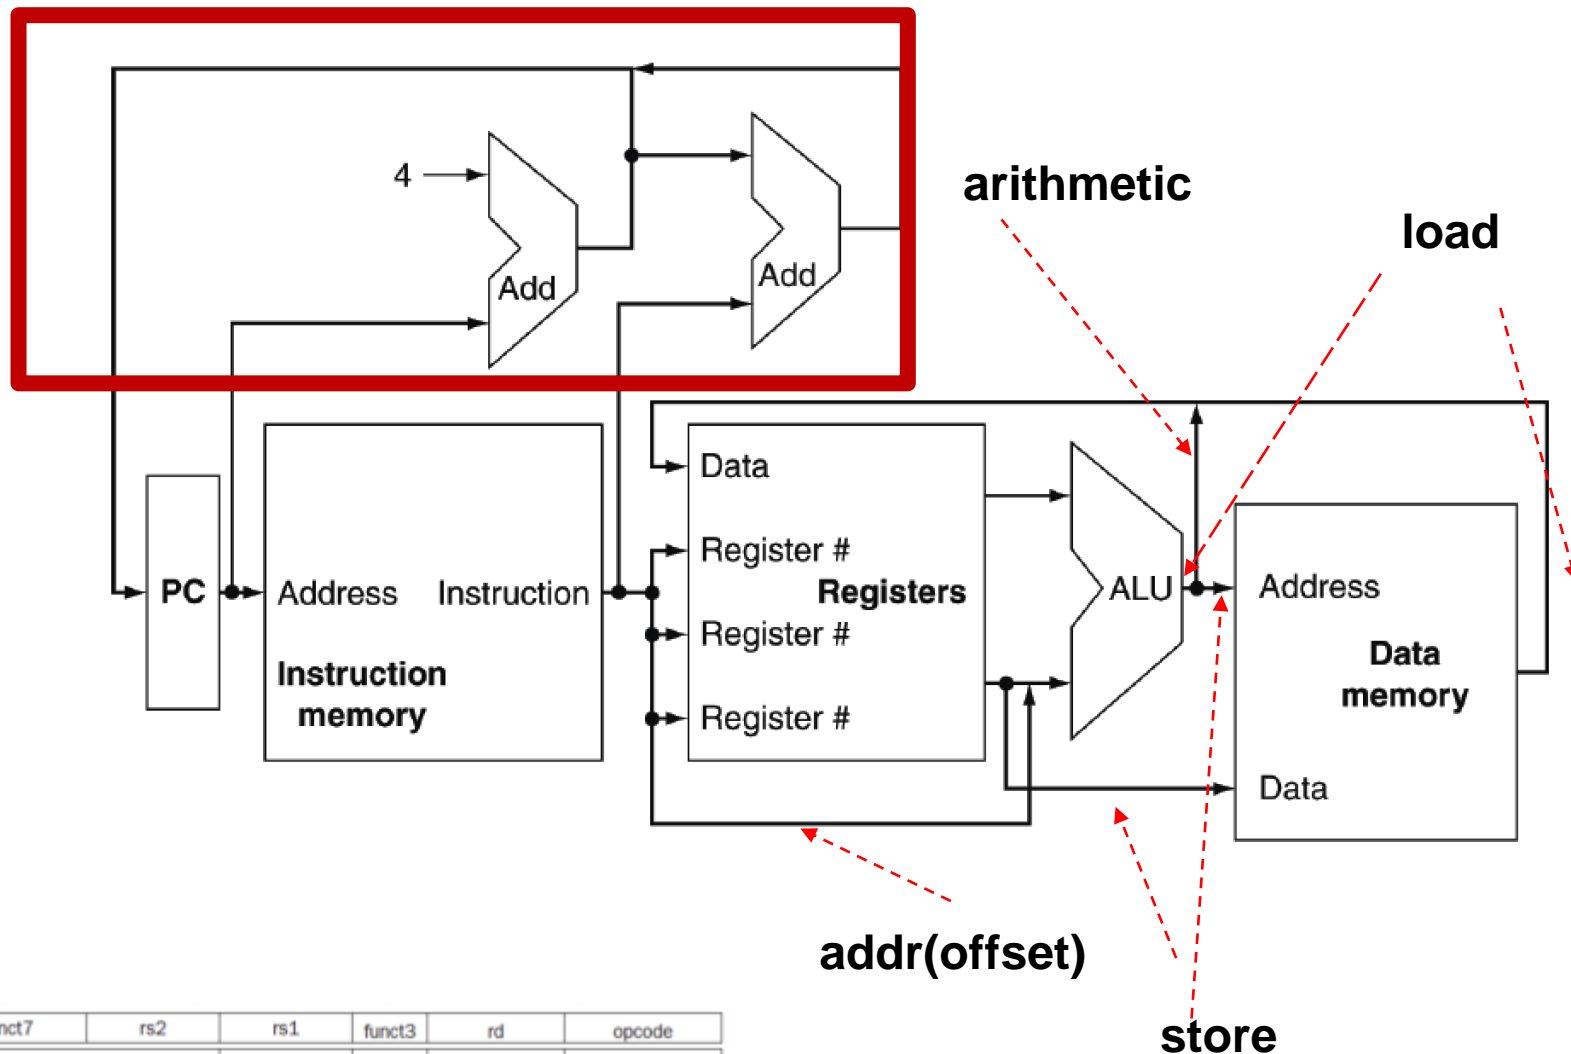 arithmetic
load
4
Add
Add
Data
Register #
PC
Address
Instruction
Registers
ALU
Address
Register #
Instruction
memory
Data
memory
Register #
Data
addr(offset)
nct7 rs2 rs1 funct3 rd opcode
store